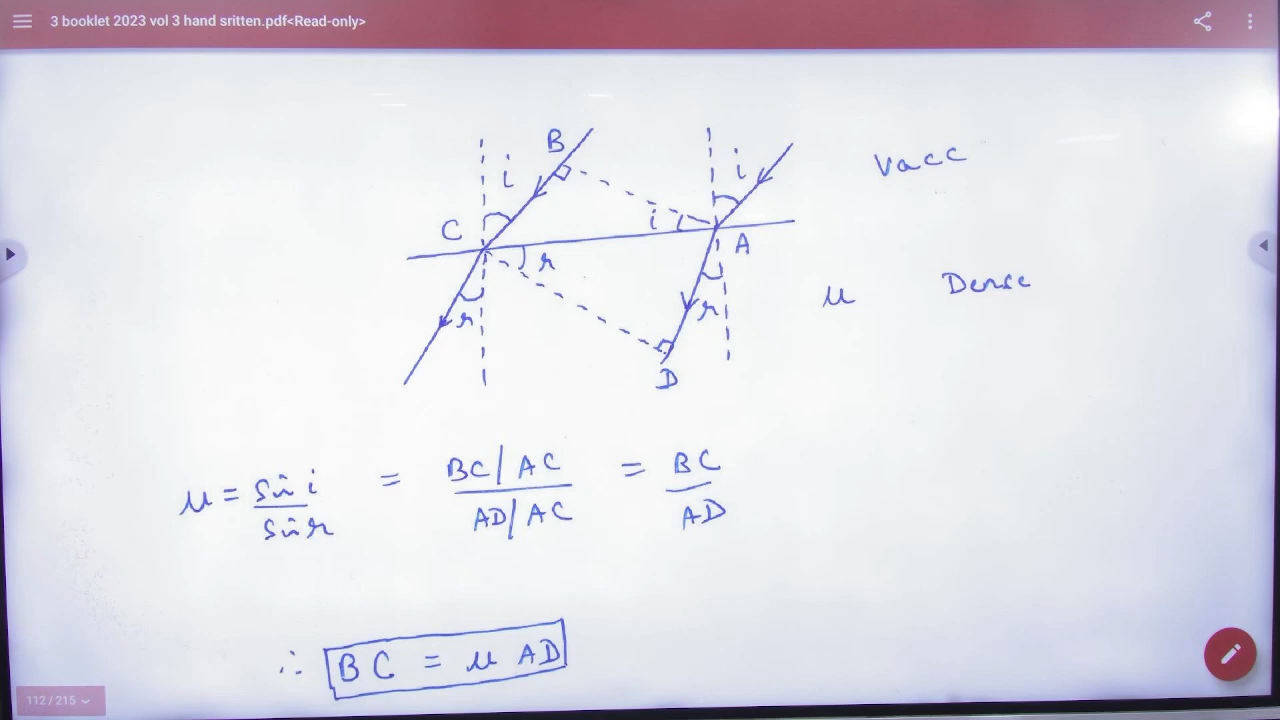 3 booklet 2023 vol 3 hand sritten.pdf<Read-only>
B
i
i
Vacc
C
i
A
r
r
r
μ
Dense
D
μ = sin i / sin r = BC/AC / AD/AC = BC / AD
∴ BC = μ AD
112 / 215